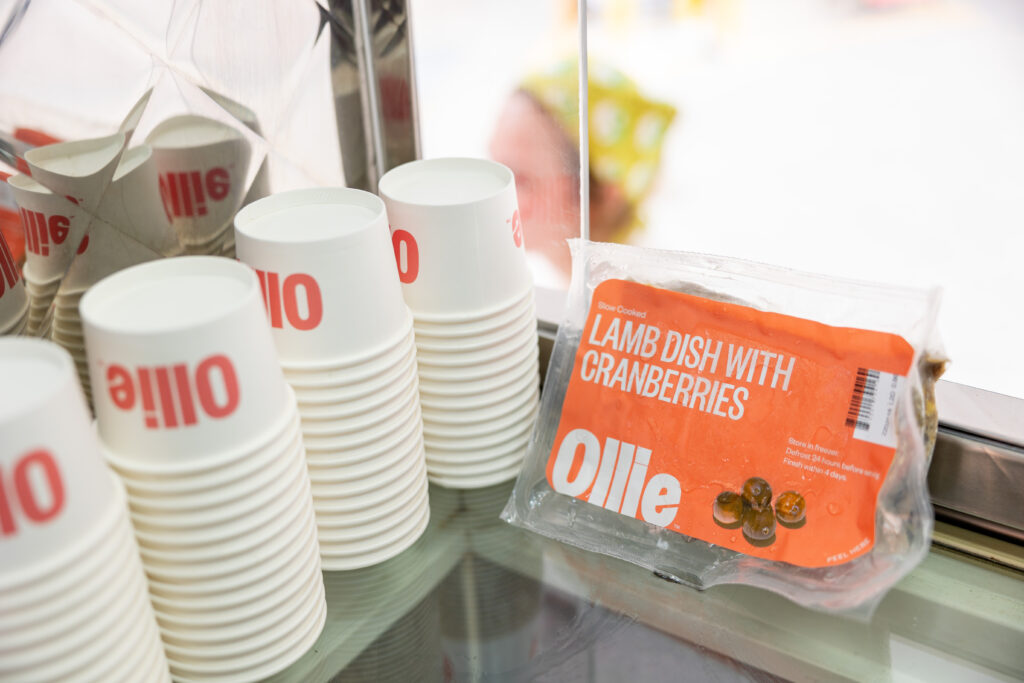 Ollie
Ollie
Ollie
Ollie
Slow Cooked
LAMB DISH WITH
CRANBERRIES
Store in freezer.
Defrost 24 hours before
Finish within 4 days.
Ollie
PEEL HERE